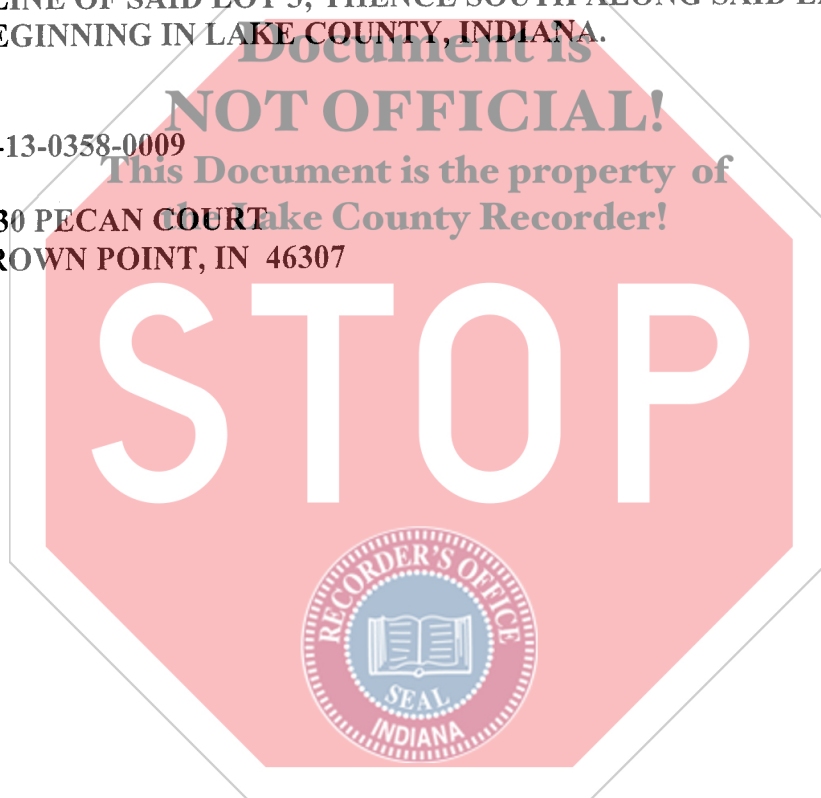 LINE OF SAID LOT 5, THENCE SOUTH ALONG SAID
EGINNING IN LAKE COUNTY, INDIANA.
Document is
NOT OFFICIAL!
-13-0358-0009
This Document is the property of
the Lake County Recorder!
30 PECAN COURT
ROWN POINT, IN 46307
STOP
RECORDER'S OFFICE
SEAL
INDIANA